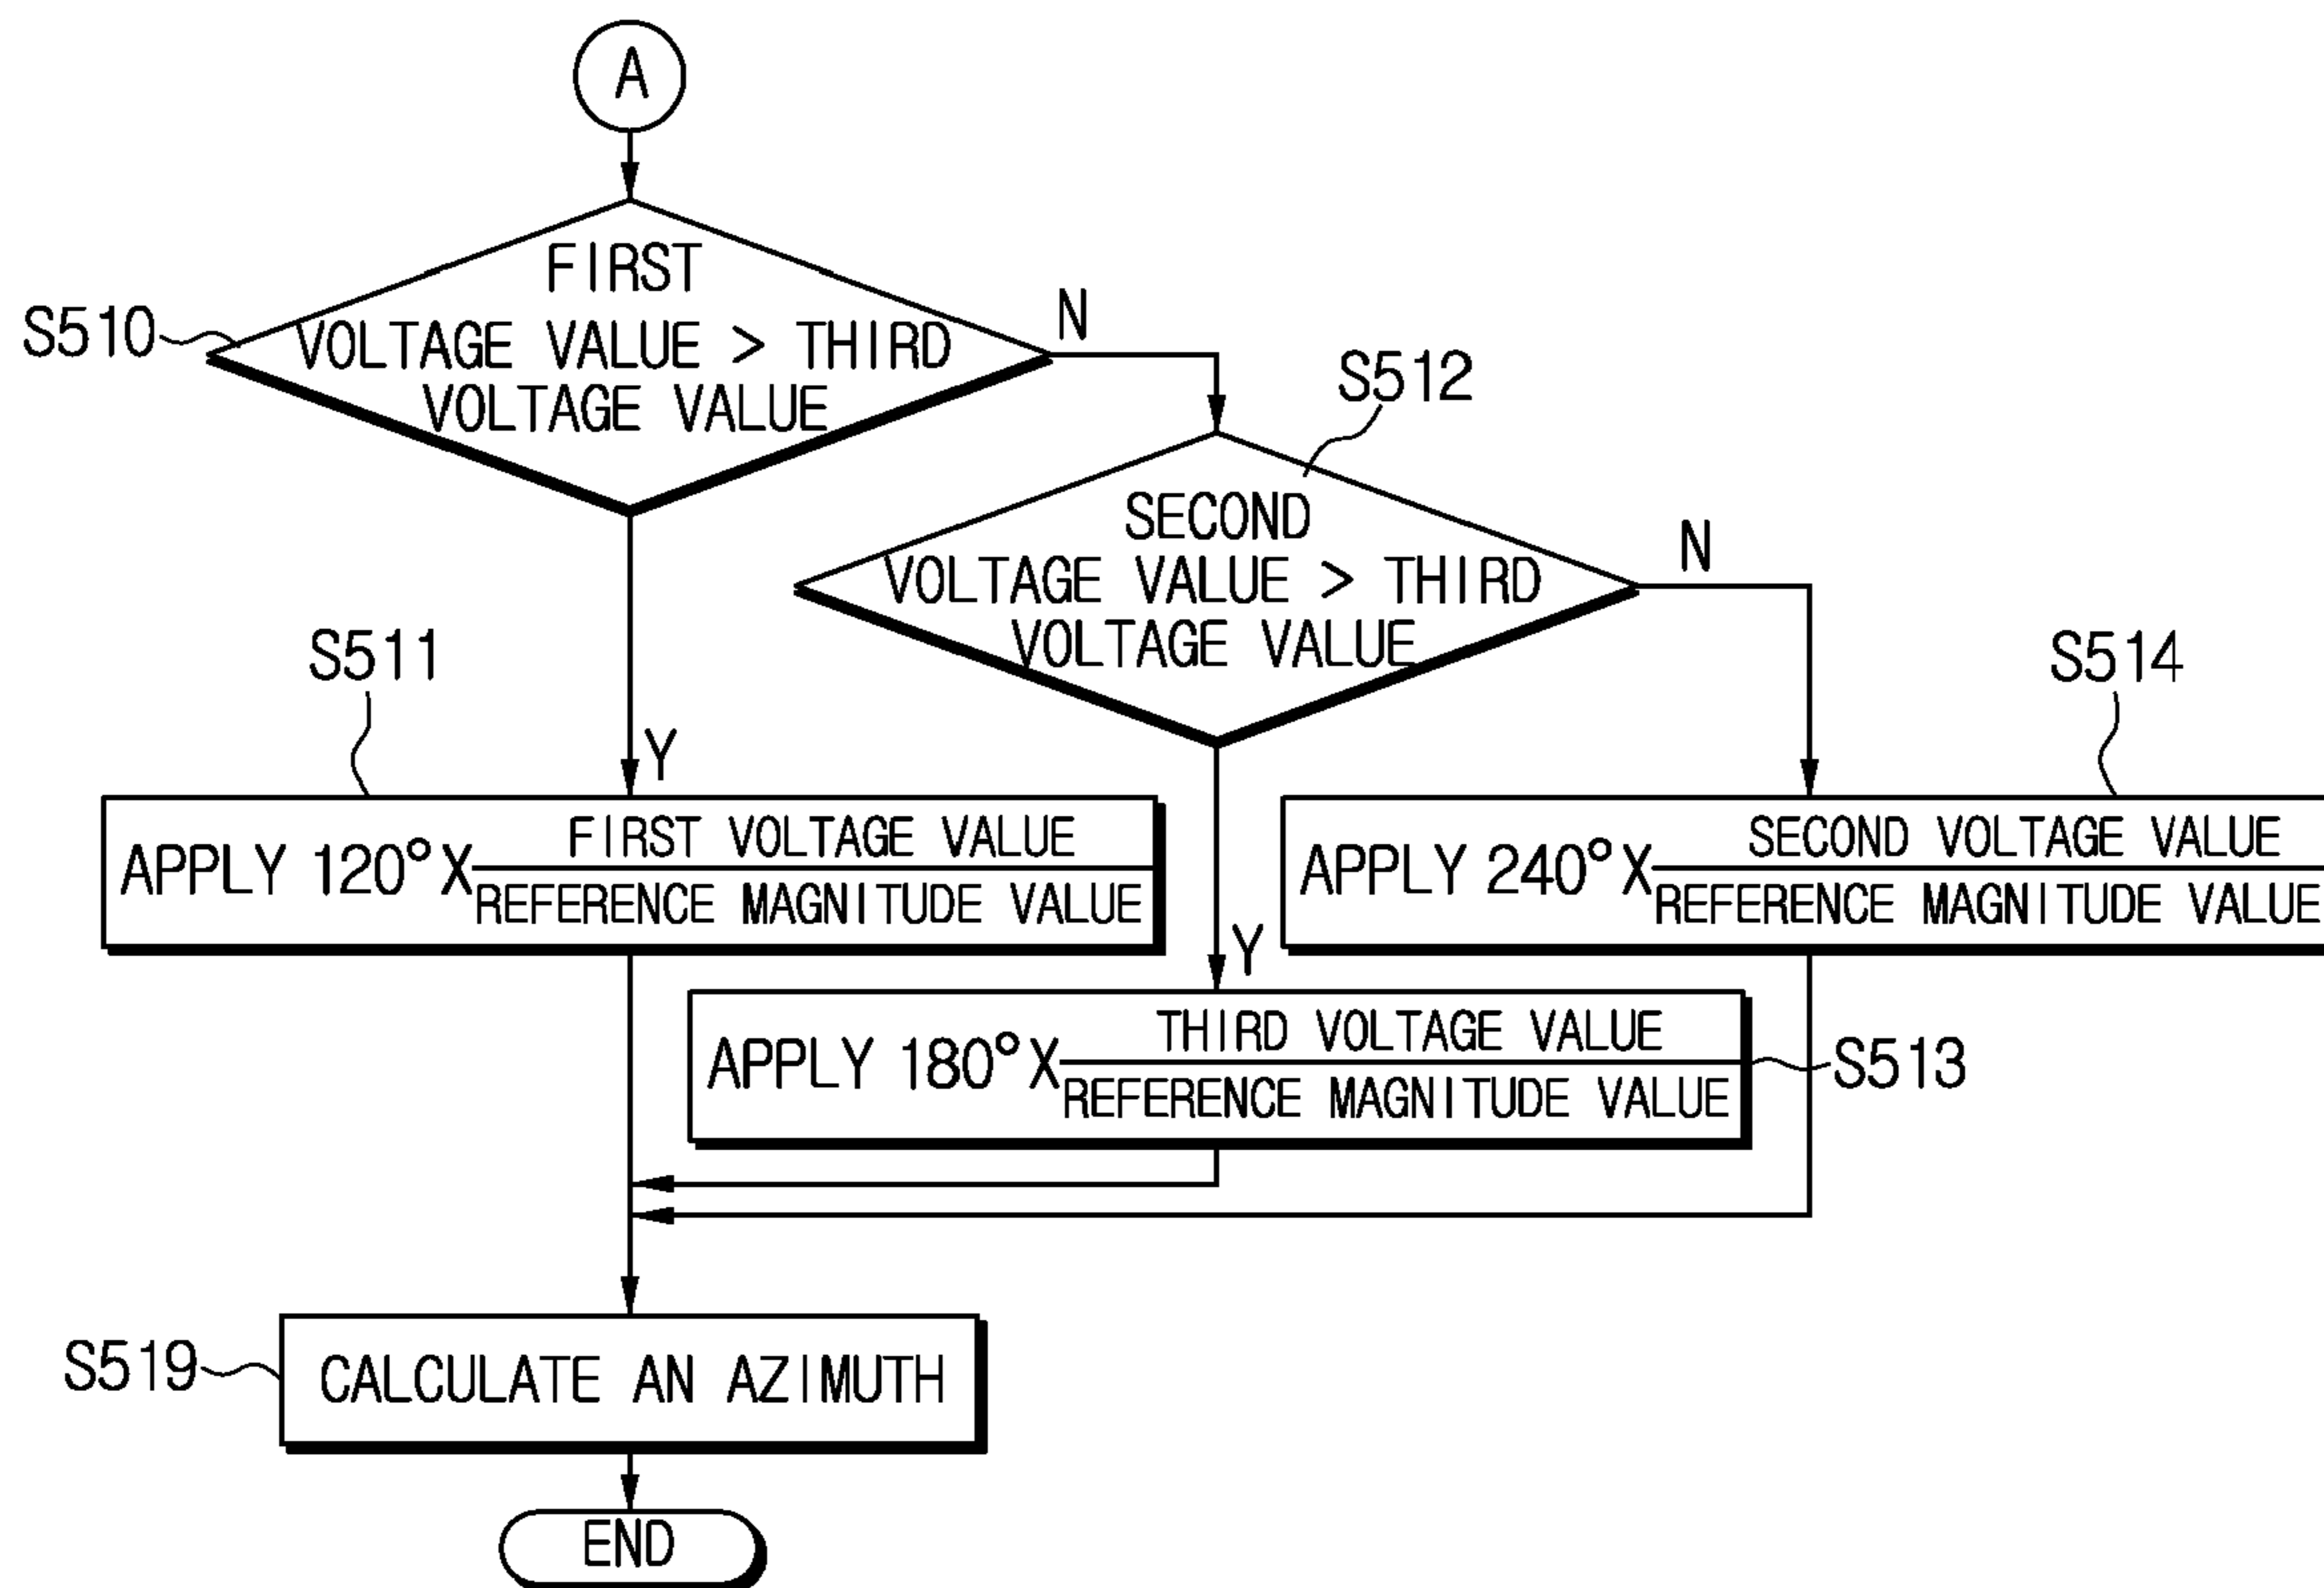 A
FIRST
VOLTAGE VALUE > THIRD
VOLTAGE VALUE
S510
N
S512
SECOND
VOLTAGE VALUE > THIRD
VOLTAGE VALUE
N
S511
Y
S514
APPLY 120°X FIRST VOLTAGE VALUE
REFERENCE MAGNITUDE VALUE
APPLY 240°X SECOND VOLTAGE VALUE
REFERENCE MAGNITUDE VALUE
Y
APPLY 180°X THIRD VOLTAGE VALUE
REFERENCE MAGNITUDE VALUE
S513
S519
CALCULATE AN AZIMUTH
END